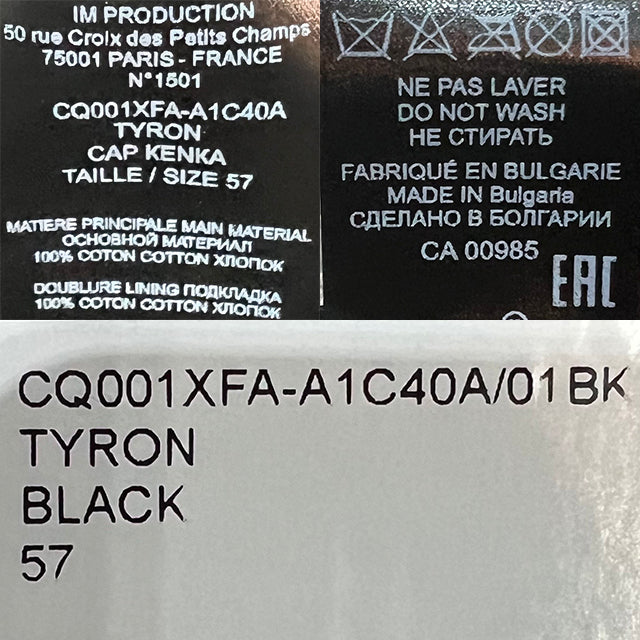 IM PRODUCTION
50 rue Croix des Petits Champs
75001 PARIS - FRANCE
N°1501
CQ001XFA-A1C40A
TYRON
CAP KENKA
TAILLE / SIZE 57
MATIERE PRINCIPALE MAIN MATERIAL
ОСНОВНОЙ МАТЕРИАЛ
100% COTON COTTON ХЛОПОК
DOUBLURE LINING ПОДКЛАДКА
100% COTON COTTON ХЛОПОК
NE PAS LAVER
DO NOT WASH
НЕ СТИРАТЬ
FABRIQUÉ EN BULGARIE
MADE IN Bulgaria
СДЕЛАНО В БОЛГАРИИ
CA 00985
EAC
CQ001XFA-A1C40A/01BK
TYRON
BLACK
57